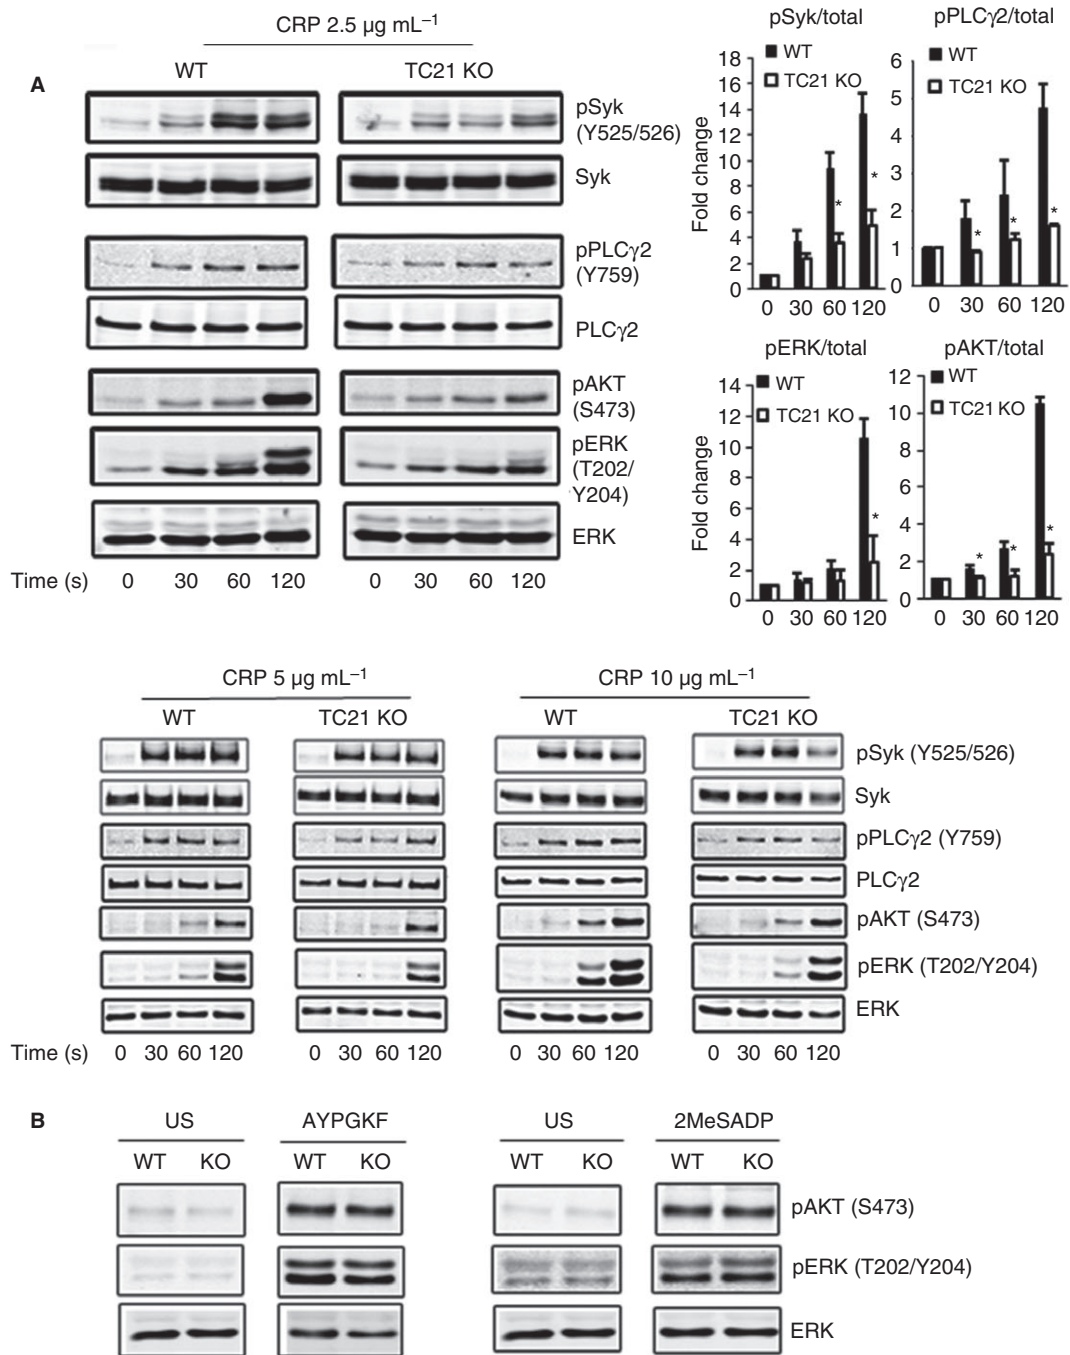 CRP 2.5 µg mL–1
A
WT
TC21 KO
pSyk
(Y525/526)
Syk
pPLCγ2
(Y759)
PLCγ2
pAKT
(S473)
pERK
(T202/
Y204)
ERK
Time (s) 0 30 60 120 0 30 60 120
pSyk/total
WT
TC21 KO
Fold change
18
16
14
12
10
8
6
4
2
0
0 30 60 120
*
*
pPLCγ2/total
WT
TC21 KO
6
5
4
3
2
1
0
0 30 60 120
*
*
*
pERK/total
WT
TC21 KO
Fold change
14
12
10
8
6
4
2
0
0 30 60 120
*
pAKT/total
WT
TC21 KO
12
10
8
6
4
2
0
0 30 60 120
*
*
*
CRP 5 µg mL–1
CRP 10 µg mL–1
WT
TC21 KO
WT
TC21 KO
pSyk (Y525/526)
Syk
pPLCγ2 (Y759)
PLCγ2
pAKT (S473)
pERK (T202/Y204)
ERK
Time (s) 0 30 60 120 0 30 60 120 0 30 60 120 0 30 60 120
B
US
AYPGKF
US
2MeSADP
WT KO WT KO WT KO WT KO
pAKT (S473)
pERK (T202/Y204)
ERK